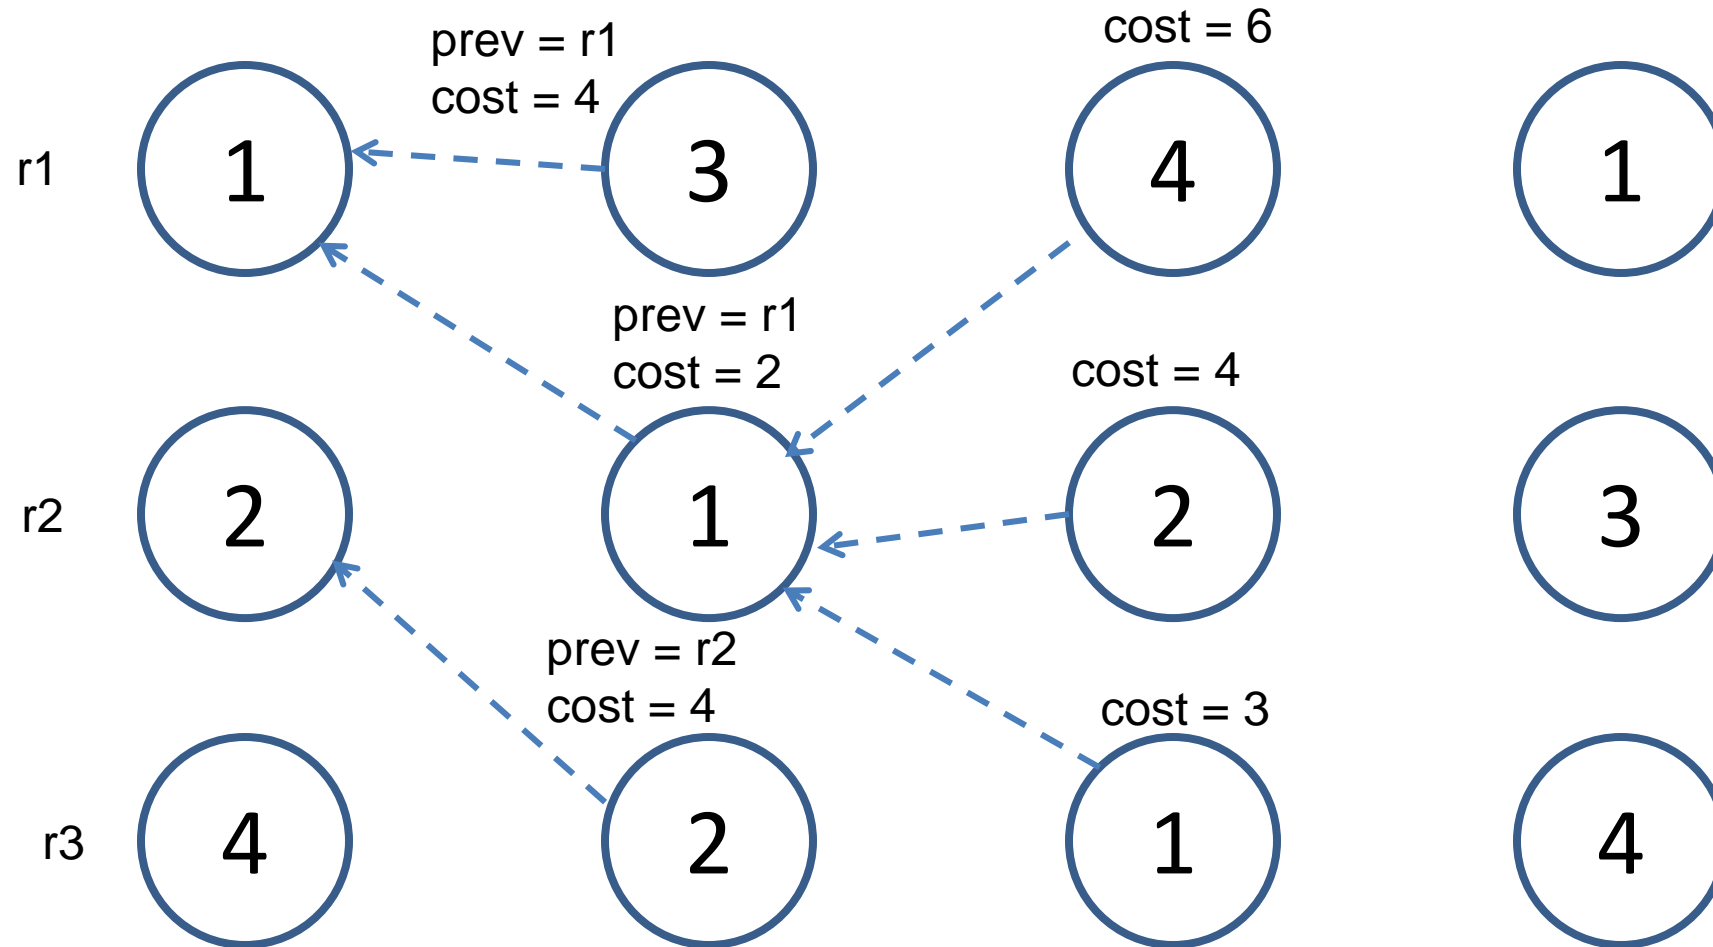 prev = r1
cost = 4
cost = 6
r1
1
3
4
1
prev = r1
cost = 2
cost = 4
r2
2
1
2
3
prev = r2
cost = 4
cost = 3
r3
4
2
1
4